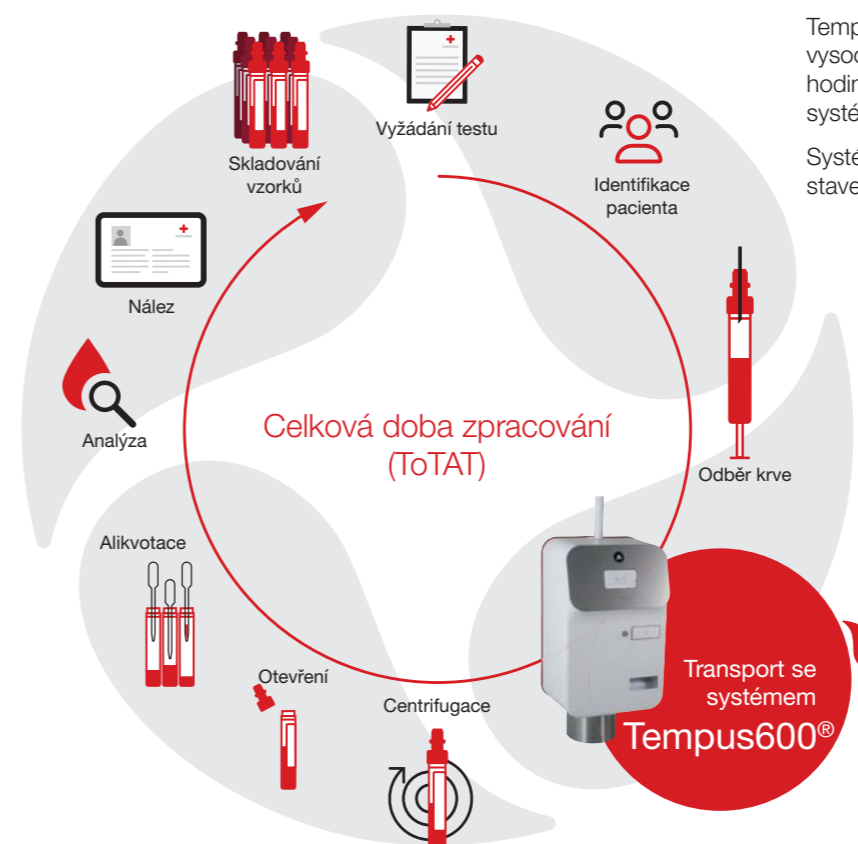 Vyžádání testu
Identifikace
pacienta
Odběr krve
Transport se
systémem
Tempus600®
Centrifugace
Otevření
Alikvotace
Analýza
Nález
Skladování
vzorků
Celková doba zpracování
(ToTAT)